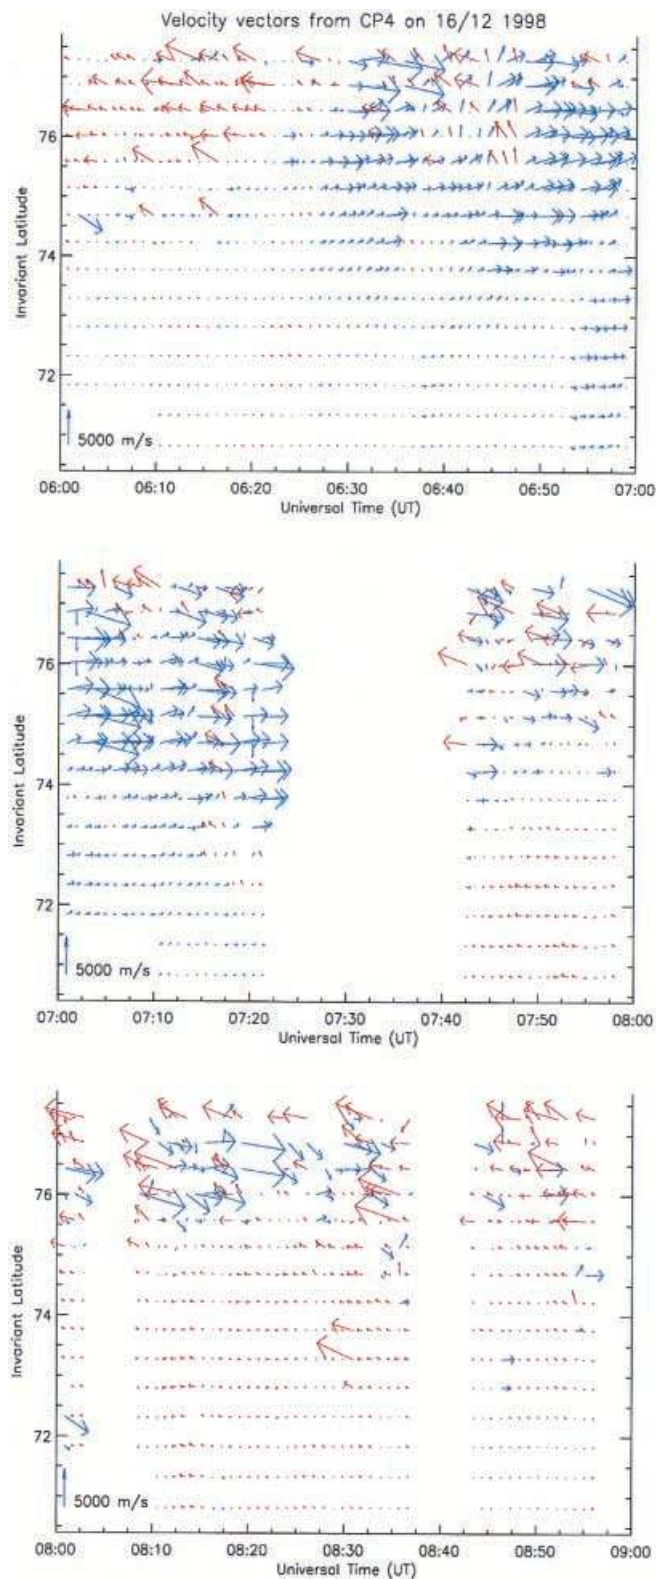 Velocity vectors from CP4 on 16/12 1998
Invariant Latitude
76
74
72
5000 m/s
06:00 06:10 06:20 06:30 06:40 06:50 07:00
Universal Time (UT)
Invariant Latitude
76
74
72
5000 m/s
07:00 07:10 07:20 07:30 07:40 07:50 08:00
Universal Time (UT)
Invariant Latitude
76
74
72
5000 m/s
08:00 08:10 08:20 08:30 08:40 08:50 09:00
Universal Time (UT)